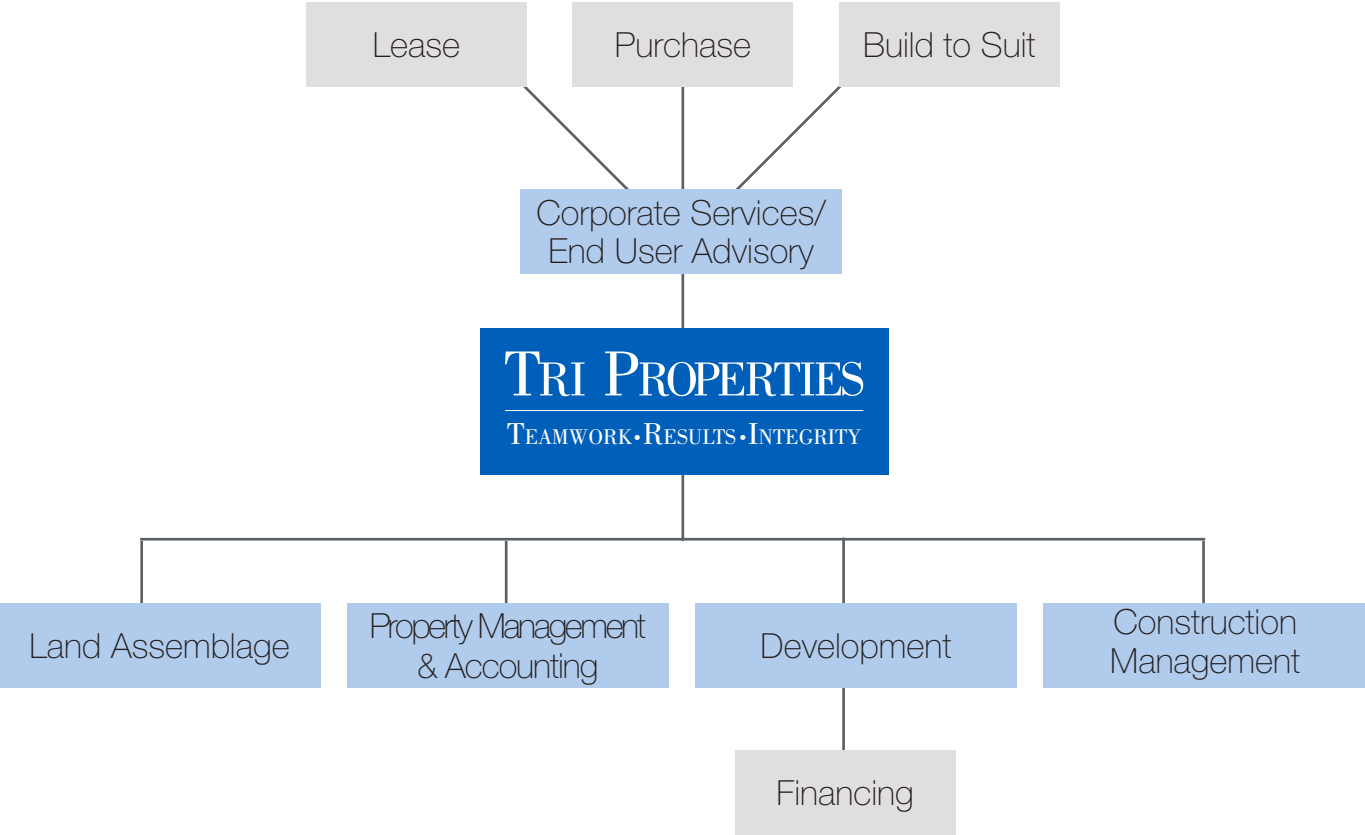 Lease
Purchase
Build to Suit
Corporate Services/
End User Advisory
TRI PROPERTIES
TEAMWORK•RESULTS•INTEGRITY
Land Assemblage
Property Management
& Accounting
Development
Construction
Management
Financing